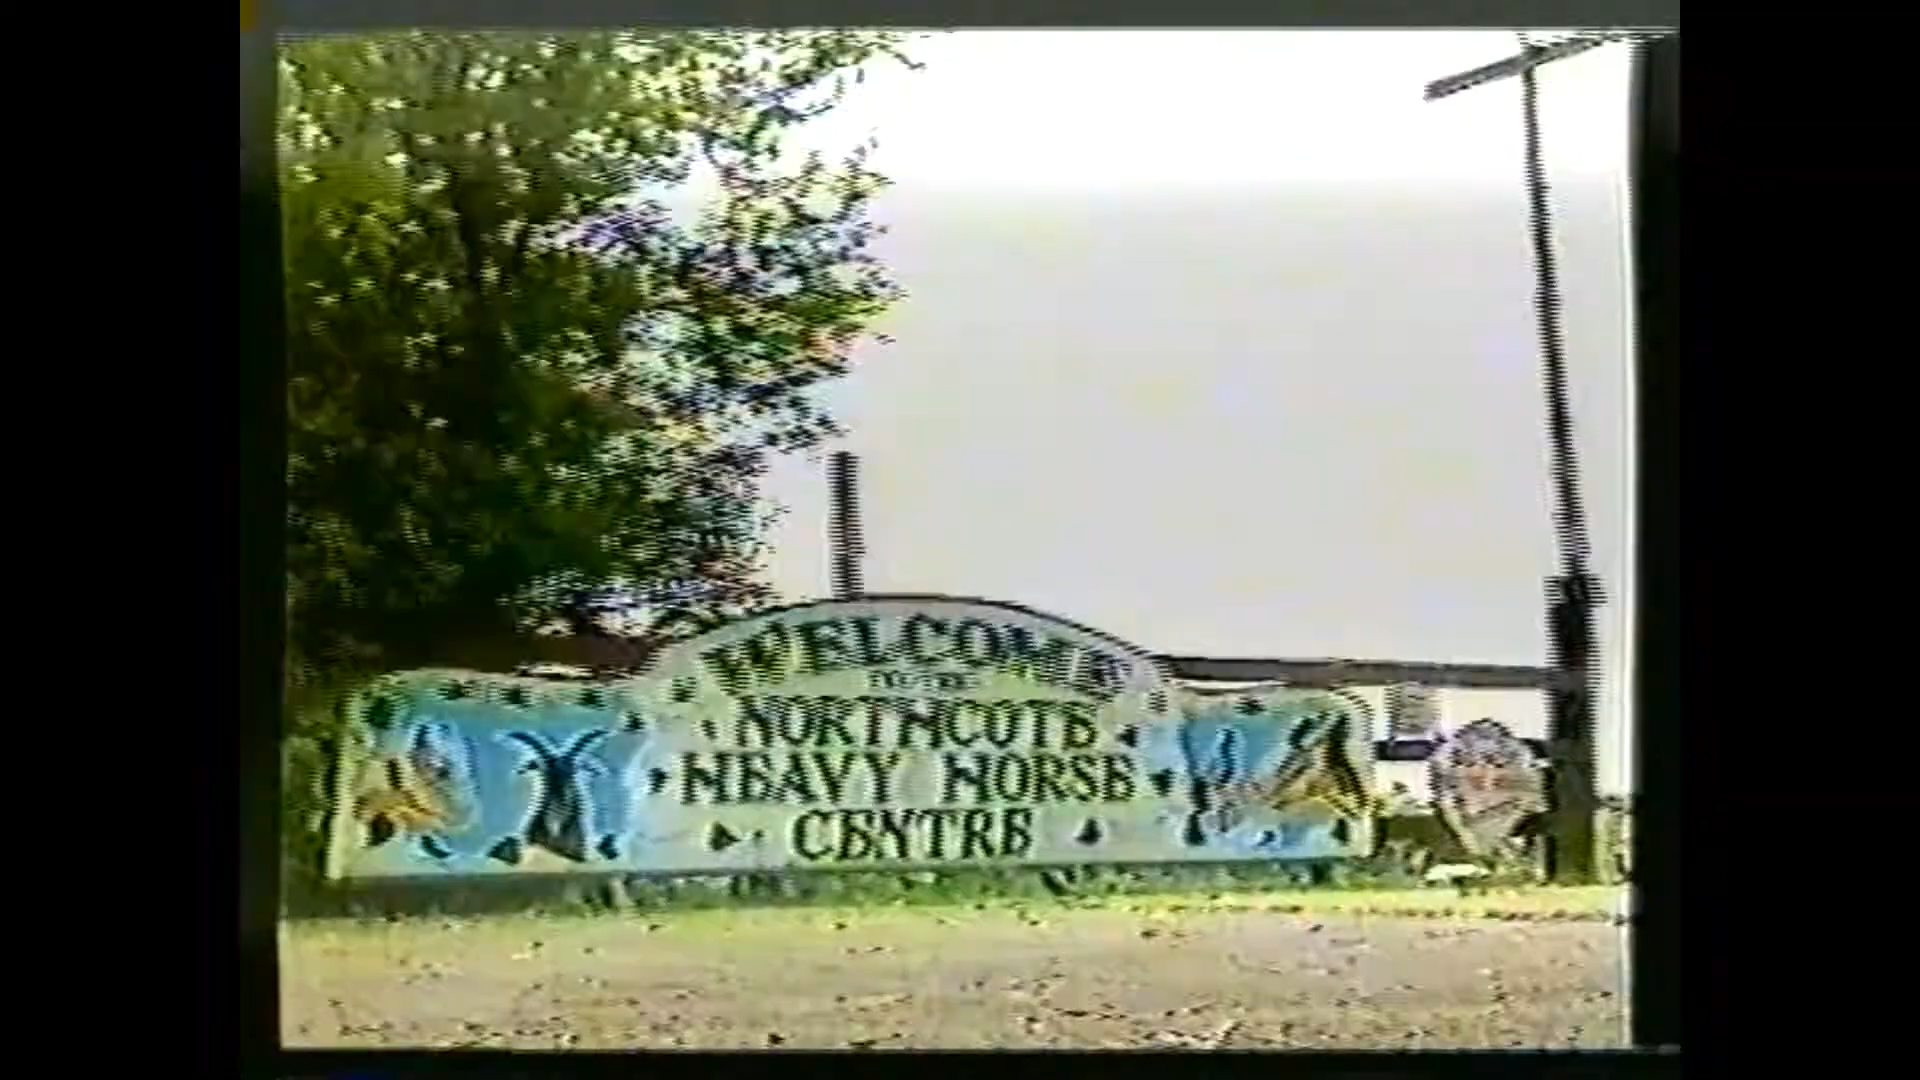 WELCOME
TO THE
NORTHCOTE
HEAVY HORSE
CENTRE